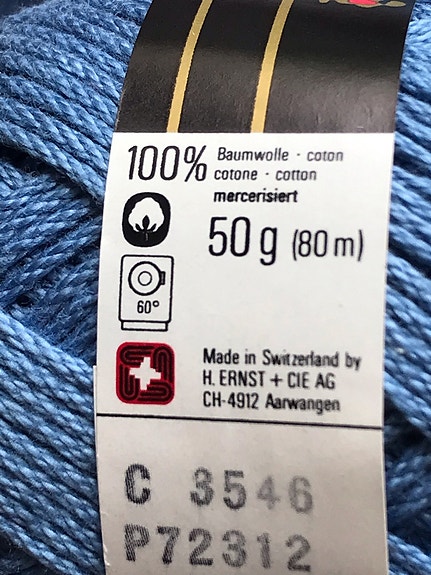 100% Baumwolle · coton
cotone · cotton
mercerisiert
50 g (80 m)
60°
Made in Switzerland by
H. ERNST + CIE AG
CH-4912 Aarwangen
C 3546
P72312